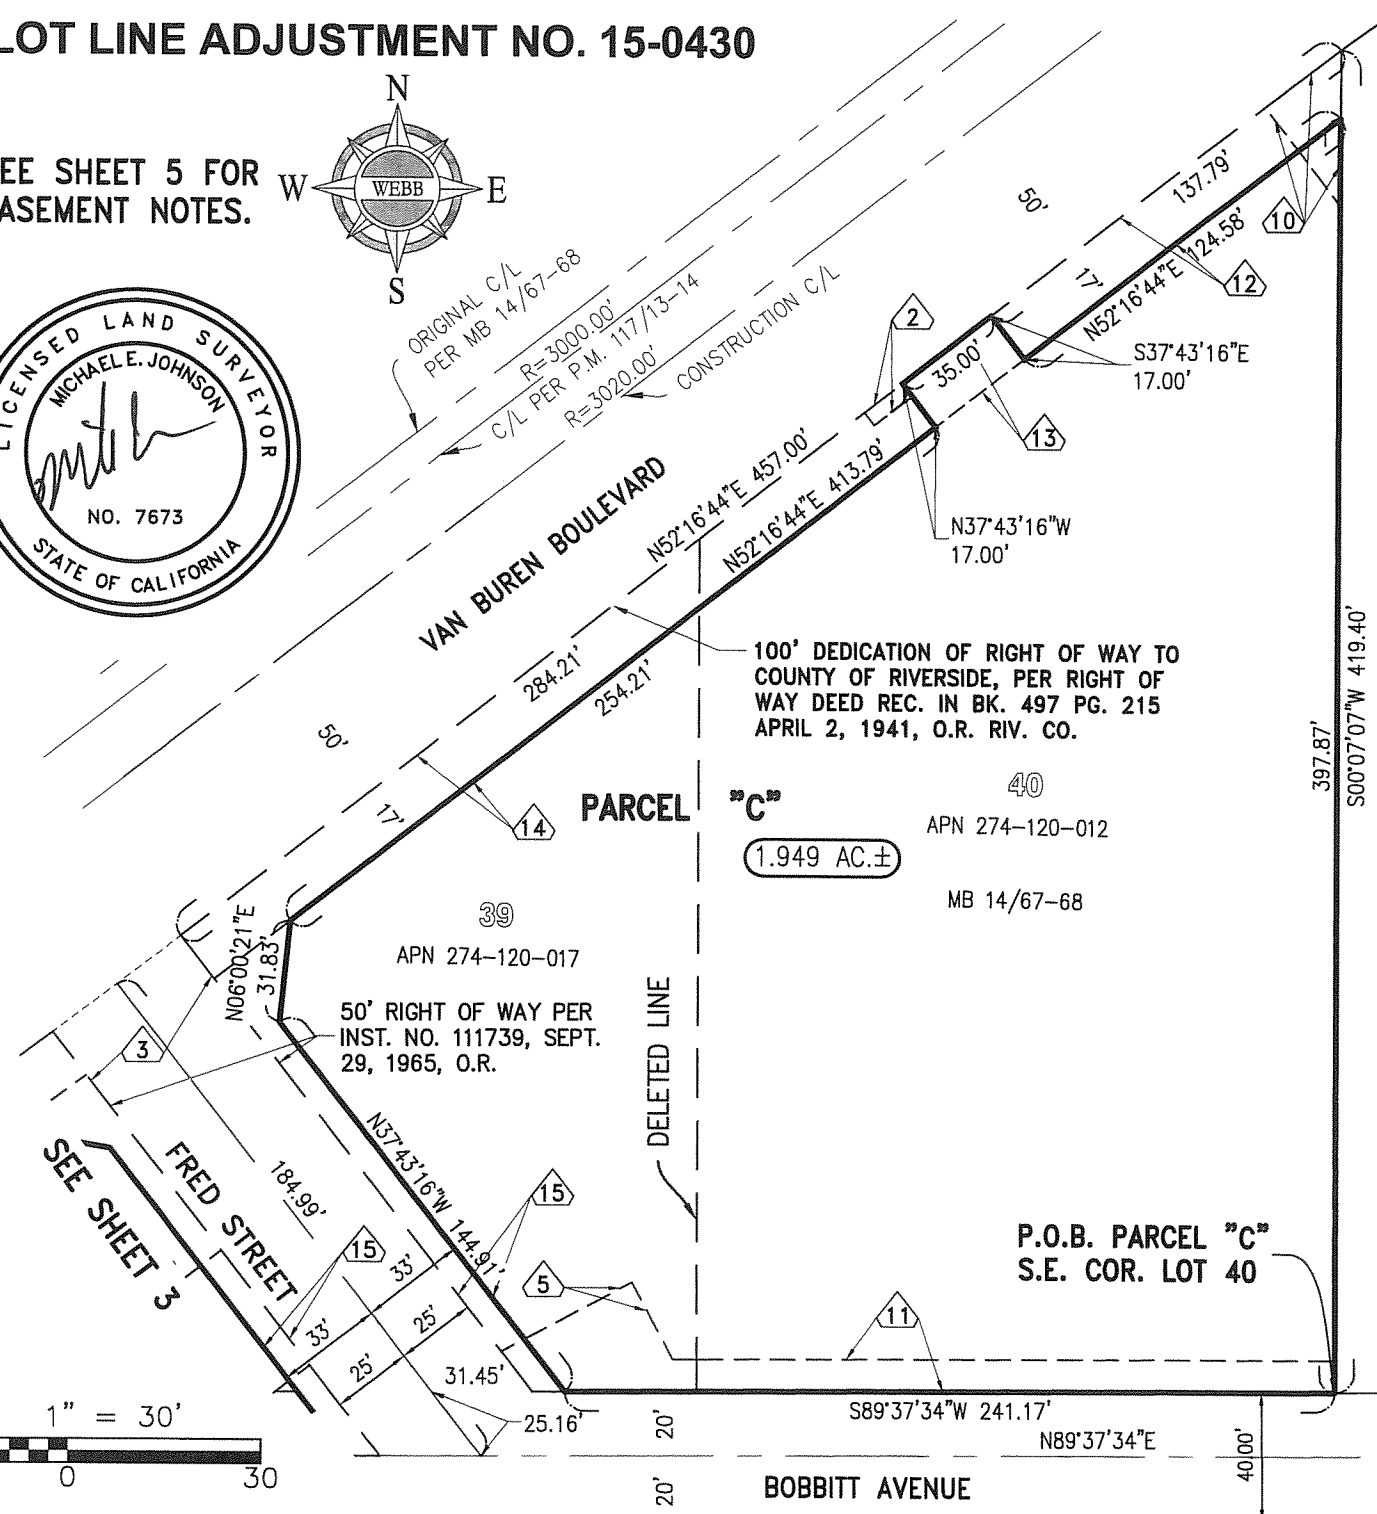 LOT LINE ADJUSTMENT NO. 15-0430
EE SHEET 5 FOR
ASEMENT NOTES.
N
W
WEBB
E
S
LICENSED LAND SURVEYOR
MICHAEL E. JOHNSON
NO. 7673
STATE OF CALIFORNIA
ORIGINAL C/L
PER MB 14/67-68
R=3000.00'
C/L PER P.M. 117/13-14
R=3020.00'
CONSTRUCTION C/L
VAN BUREN BOULEVARD
50'
137.79'
10
17'
N52°16'44"E 124.58'
12
2
35.00'
S37°43'16"E
17.00'
13
N52°16'44"E 457.00'
N52°16'44"E 413.79'
N37°43'16"W
17.00'
284.21'
254.21'
100' DEDICATION OF RIGHT OF WAY TO
COUNTY OF RIVERSIDE, PER RIGHT OF
WAY DEED REC. IN BK. 497 PG. 215
APRIL 2, 1941, O.R. RIV. CO.
397.87'
S00°07'07"W 419.40'
50'
17'
14
PARCEL "C"
1.949 AC.±
40
APN 274-120-012
MB 14/67-68
39
APN 274-120-017
N06°00'21"E
31.83'
50' RIGHT OF WAY PER
INST. NO. 111739, SEPT.
29, 1965, O.R.
3
DELETED LINE
SEE SHEET 3
FRED STREET
184.99'
N37°43'16"W 144.91'
15
15
33'
33'
25'
25'
5
31.45'
25.16'
11
P.O.B. PARCEL "C"
S.E. COR. LOT 40
S89°37'34"W 241.17'
N89°37'34"E
20'
20'
40.00'
BOBBITT AVENUE
1" = 30'
0
30